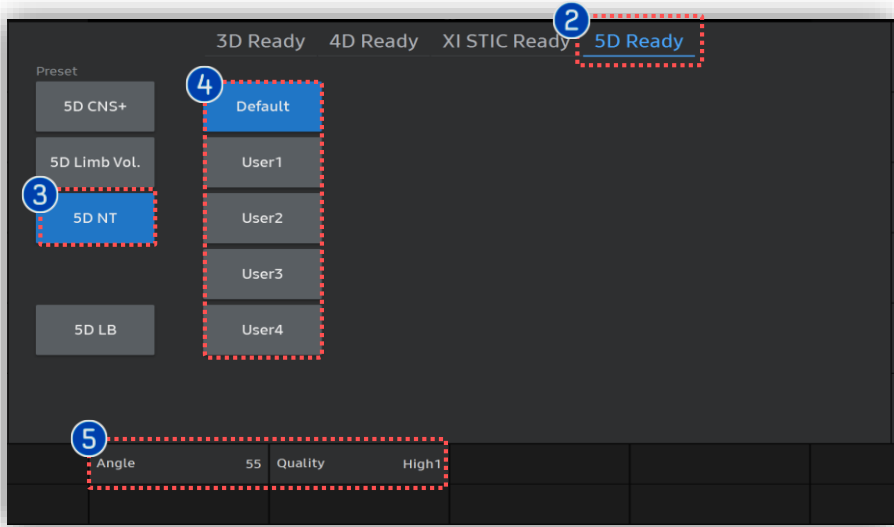 2
3D Ready 4D Ready XI STIC Ready 5D Ready
Preset
4
5D CNS+ Default
5D Limb Vol. User1
3
5D NT User2
User3
5D LB User4
5
Angle 55 Quality High1